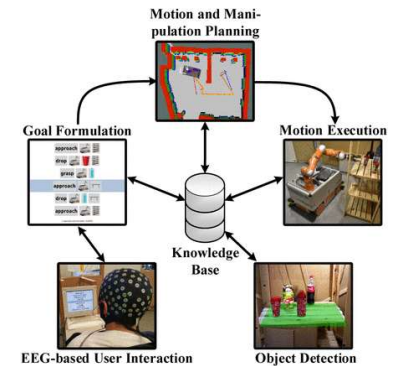 Motion and Mani-
pulation Planning
Goal Formulation
Motion Execution
approach
drop
grasp
approach
drop
approach
Knowledge
Base
EEG-based User Interaction
Object Detection